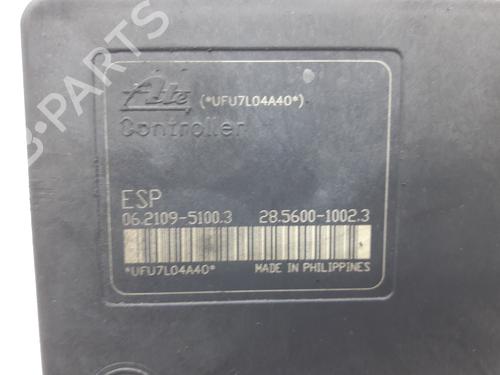 Ate (*UFU7L04A40*)
Controller
ESP
06.2109-5100.3 28.5600-1002.3
*UFU7L04A40* MADE IN PHILIPPINES
B-PARTS